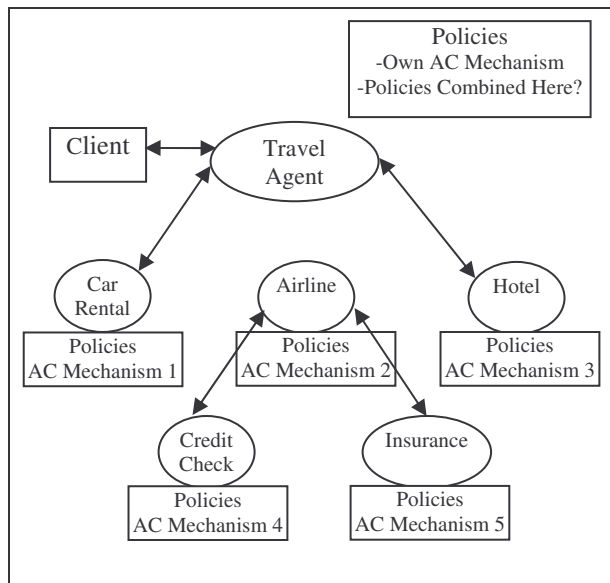 Policies
-Own AC Mechanism
-Policies Combined Here?
Client
Travel
Agent
Car
Rental
Airline
Hotel
Policies
AC Mechanism 1
Policies
AC Mechanism 2
Policies
AC Mechanism 3
Credit
Check
Insurance
Policies
AC Mechanism 4
Policies
AC Mechanism 5